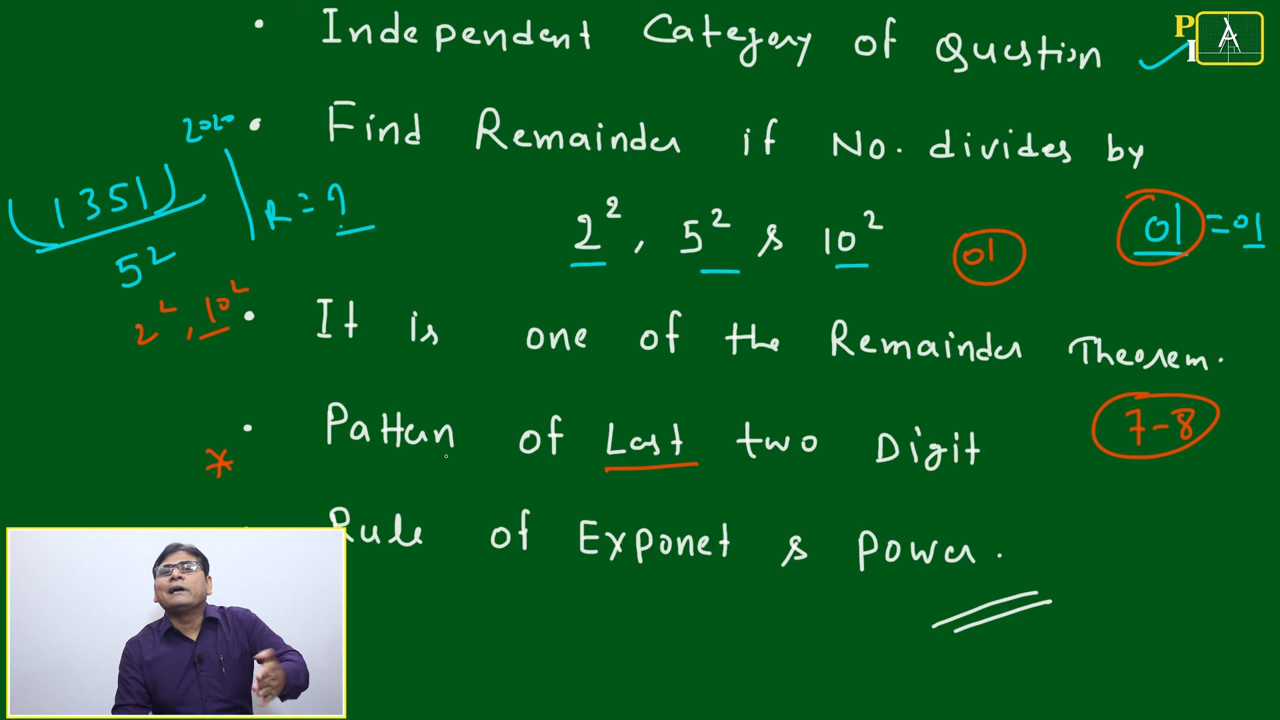 • Independent Category of Question ✓
P
I
A
• Find Remainder if No. divides by
(1351)^2020 / 5² | R = ?
2², 5² & 10²
01
01 = 01
2², 10²
• It is one of the Remainder Theorem.
• Pattern of Last two Digit
7-8
*
Rule of Exponet & power.